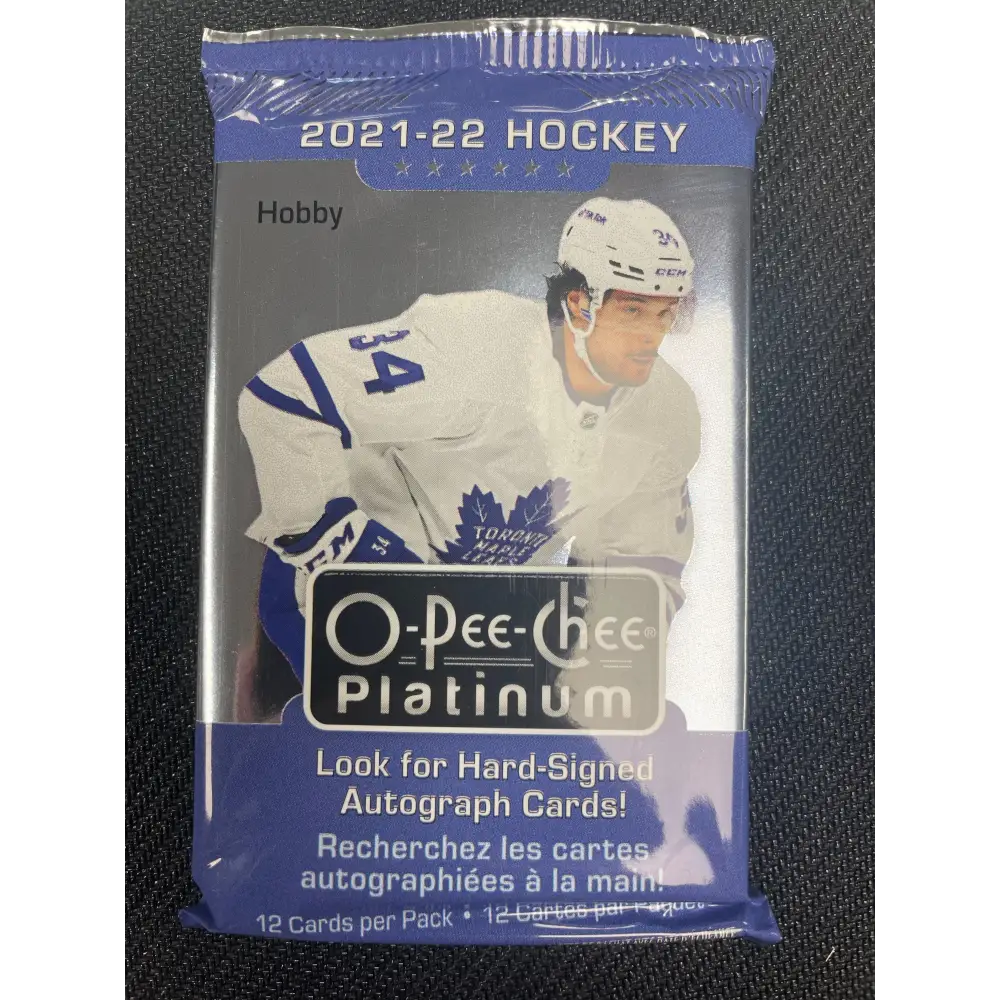 2021-22 HOCKEY
Hobby
34
CCM
34
CCM
34
TORONTO
MAPLE
LEAFS
O-Pee-Chee®
Platinum
Look for Hard-Signed
Autograph Cards!
Recherchez les cartes
autographiées à la main!
12 Cards per Pack • 12 Cartes par Paquet